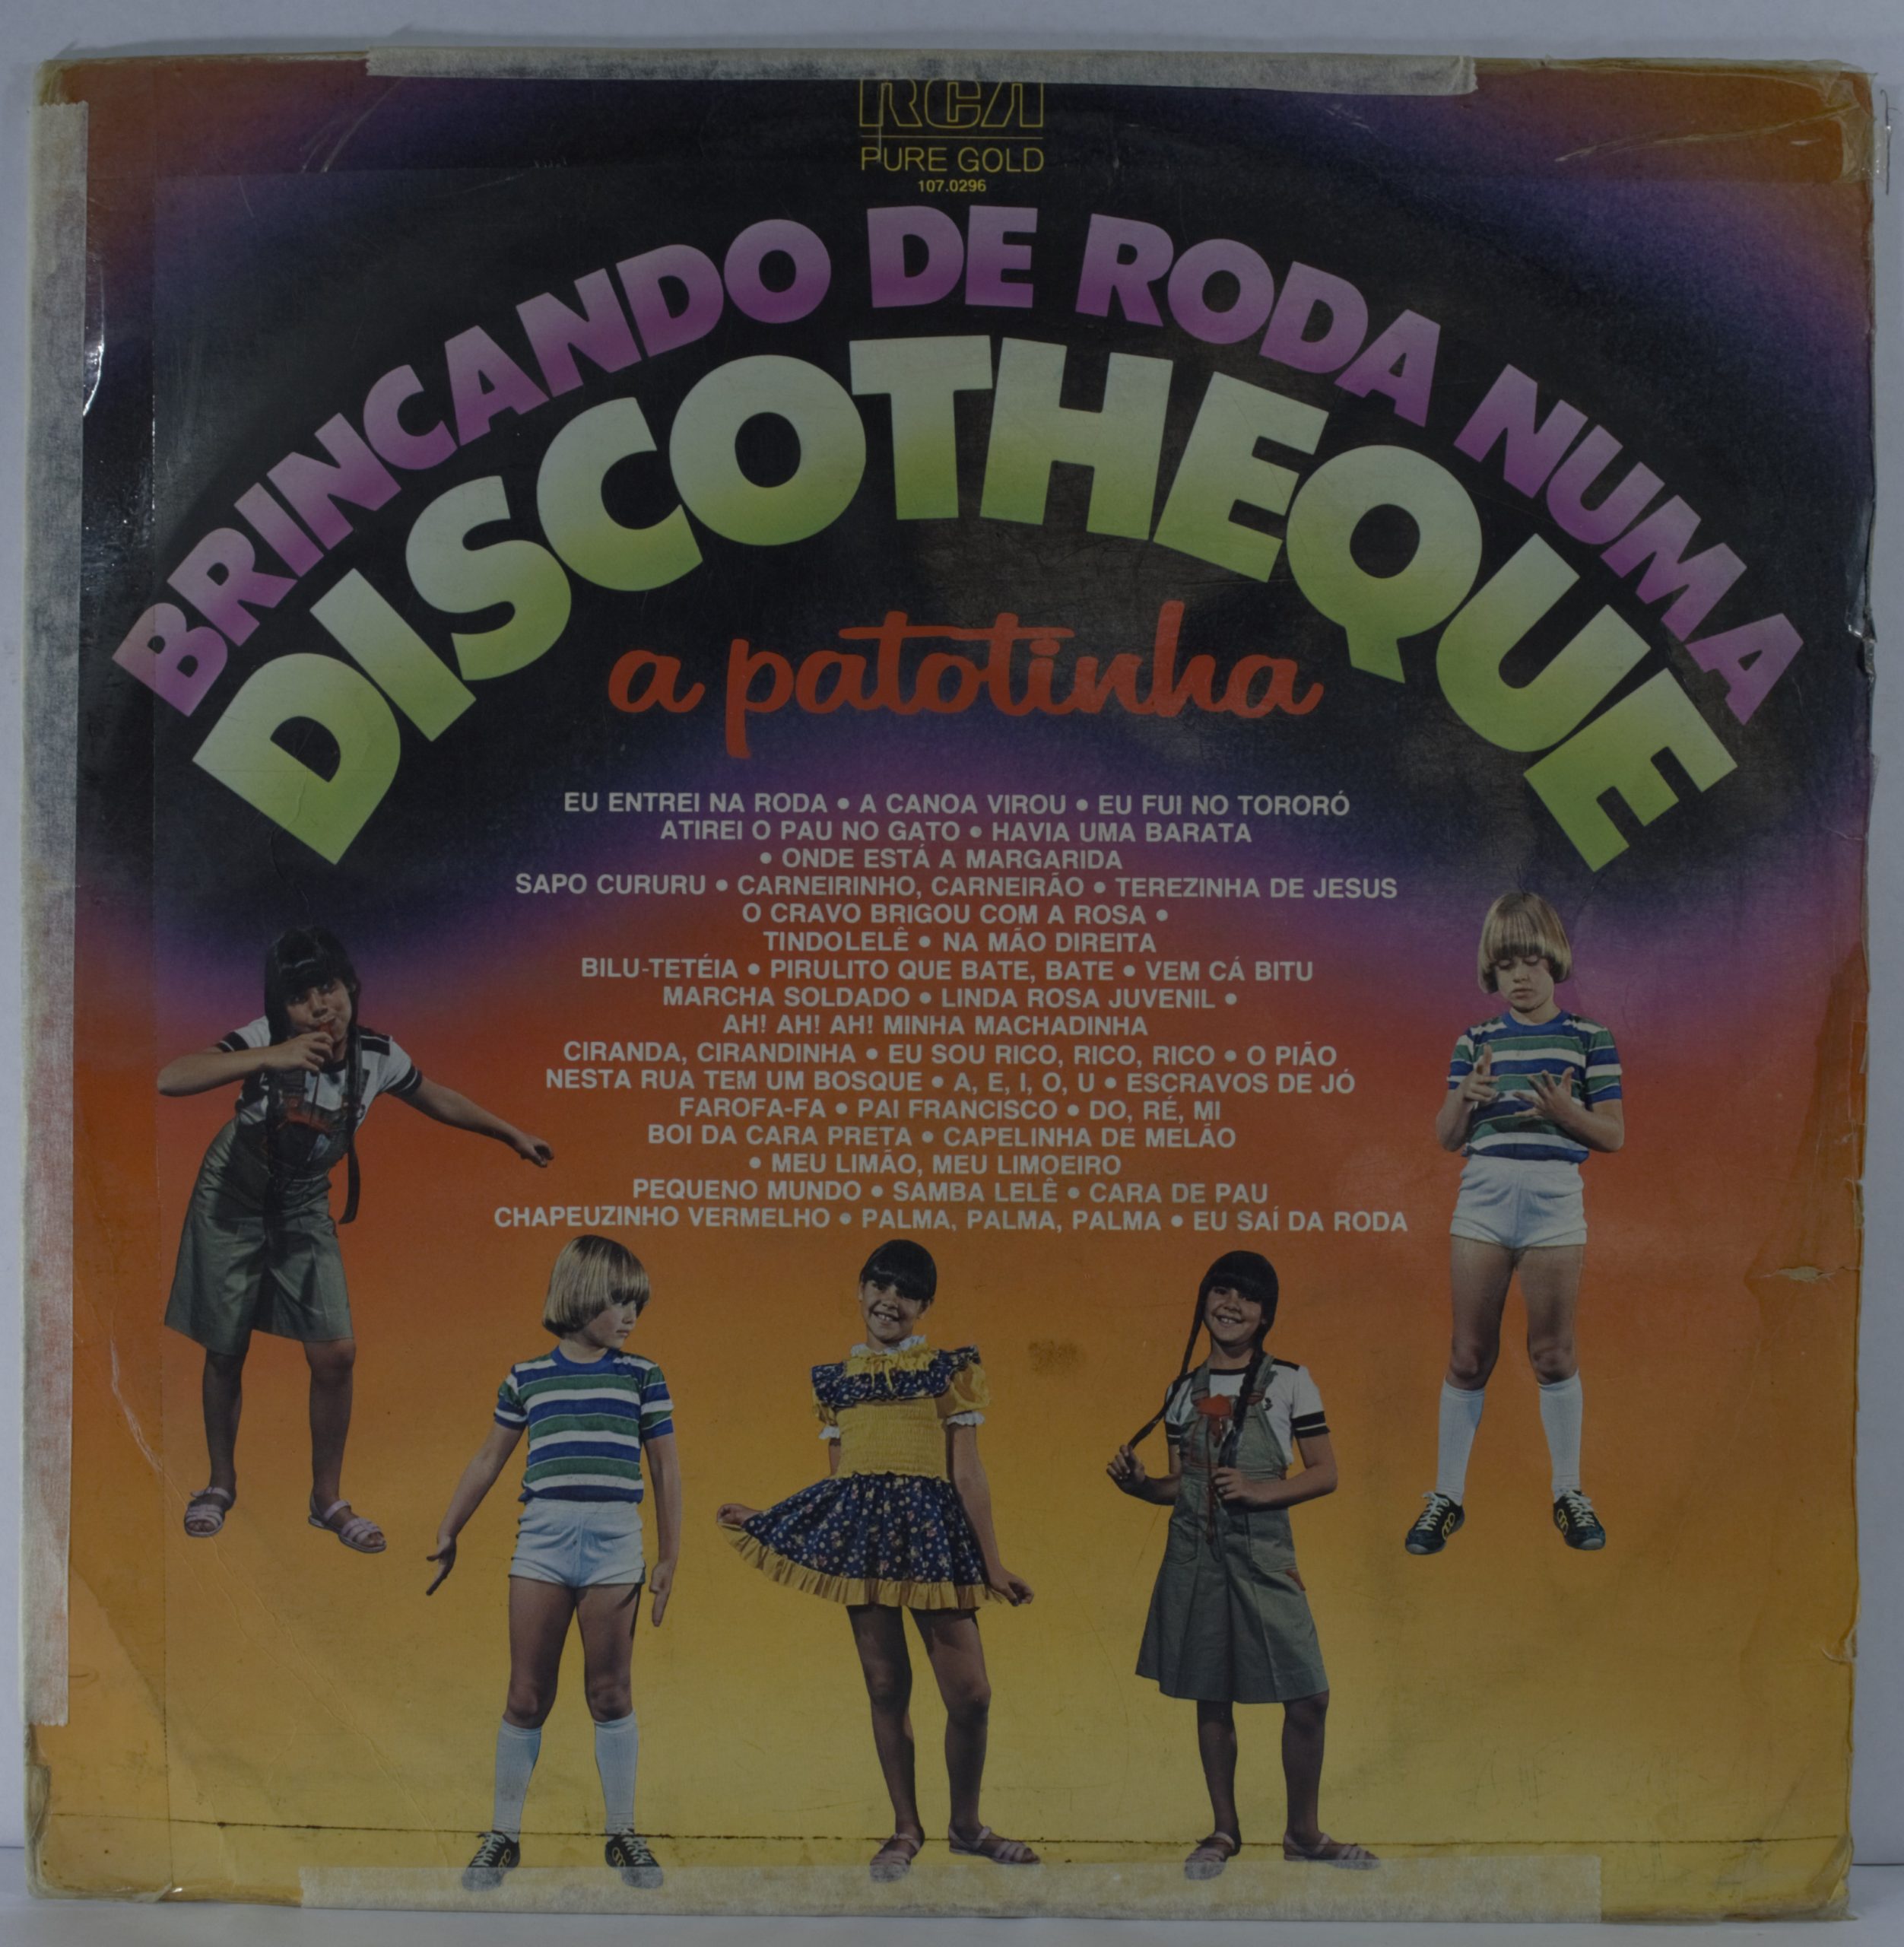 RCA
PURE GOLD
107.0296
BRINCANDO DE RODA NUMA
DISCOTHEQUE
a patotinha
EU ENTREI NA RODA • A CANOA VIROU • EU FUI NO TORORÓ
ATIREI O PAU NO GATO • HAVIA UMA BARATA
• ONDE ESTÁ A MARGARIDA
SAPO CURURU • CARNEIRINHO, CARNEIRÃO • TEREZINHA DE JESUS
O CRAVO BRIGOU COM A ROSA •
TINDOLELÊ • NA MÃO DIREITA
BILU-TETÉIA • PIRULITO QUE BATE, BATE • VEM CÁ BITU
MARCHA SOLDADO • LINDA ROSA JUVENIL •
AH! AH! AH! MINHA MACHADINHA
CIRANDA, CIRANDINHA • EU SOU RICO, RICO, RICO • O PIÃO
NESTA RUA TEM UM BOSQUE • A, E, I, O, U • ESCRAVOS DE JÓ
FAROFA-FA • PAI FRANCISCO • DO, RÉ, MI
BOI DA CARA PRETA • CAPELINHA DE MELÃO
• MEU LIMÃO, MEU LIMOEIRO
PEQUENO MUNDO • SAMBA LELÊ • CARA DE PAU
CHAPEUZINHO VERMELHO • PALMA, PALMA, PALMA • EU SAÍ DA RODA